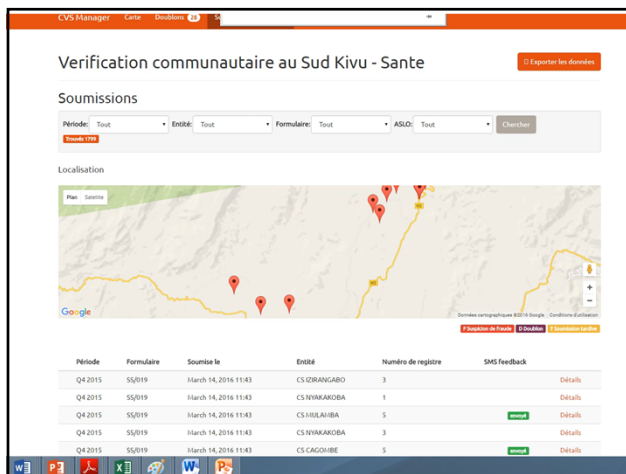 CVS Manager Carte Doublons 28
Verification communautaire au Sud Kivu - Sante
Exporter les données
Soumissions
Période: Tout Entité: Tout Formulaire: Tout ASLO: Tout Chercher
Trouvés 1799
Localisation
Plan Satellite
N2
N2
Google
Données cartographiques ©2016 Google Conditions d'utilisation
F Suspicion de fraude D Doublon T Soumission tardive
Période Formulaire Soumise le Entité Numéro de registre SMS feedback
Q4 2015 SS/019 March 14, 2016 11:43 CS IZIRANGABO 3 Détails
Q4 2015 SS/019 March 14, 2016 11:43 CS NYAKAKOBA 1 Détails
Q4 2015 SS/019 March 14, 2016 11:43 CS MULAMBA 5 envoyé Détails
Q4 2015 SS/019 March 14, 2016 11:43 CS NYAKAKOBA 3 Détails
Q4 2015 SS/019 March 14, 2016 11:43 CS CAGOMBE 5 envoyé Détails